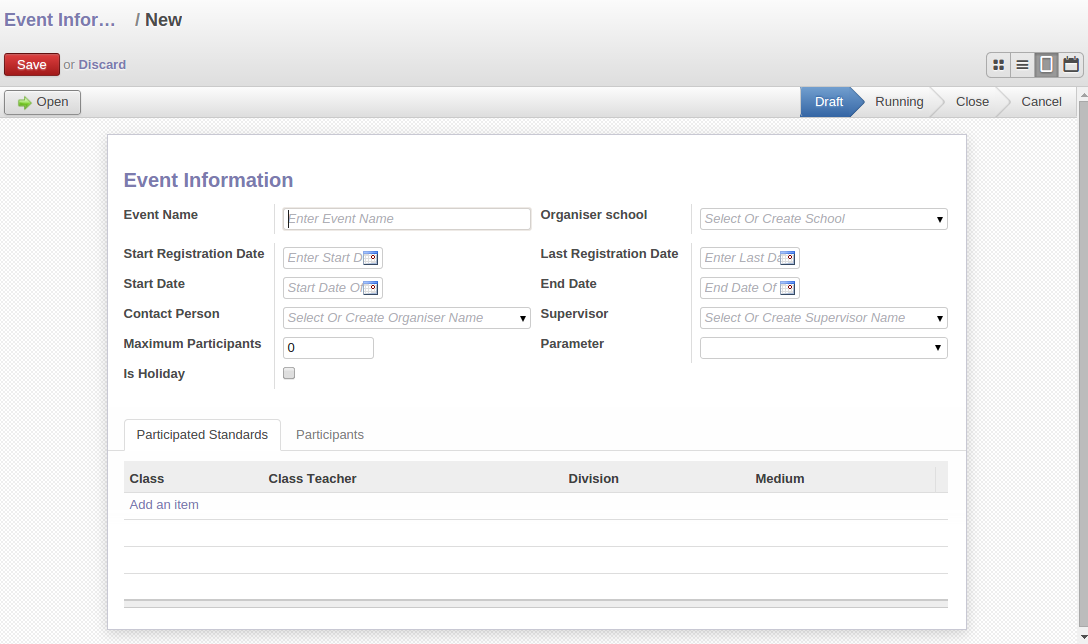 Event Infor… / New
Save or Discard
Open
Draft Running Close Cancel
Event Information
Event Name Enter Event Name Organiser school Select Or Create School
Start Registration Date Enter Start D Last Registration Date Enter Last Da
Start Date Start Date Of End Date End Date Of
Contact Person Select Or Create Organiser Name Supervisor Select Or Create Supervisor Name
Maximum Participants 0 Parameter
Is Holiday
Participated Standards Participants
Class Class Teacher Division Medium
Add an item